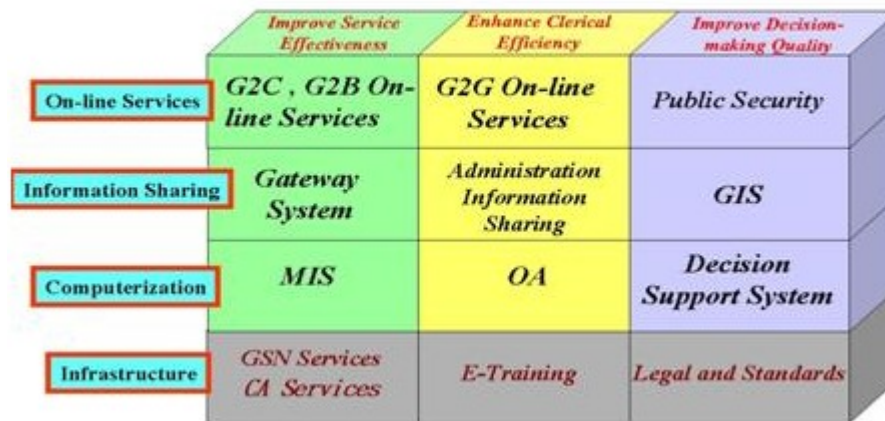 Improve Service
Effectiveness
Enhance Clerical
Efficiency
Improve Decision-
making Quality
On-line Services
G2C , G2B On-
line Services
G2G On-line
Services
Public Security
Information Sharing
Gateway
System
Administration
Information
Sharing
GIS
Computerization
MIS
OA
Decision
Support System
Infrastructure
GSN Services
CA Services
E-Training
Legal and Standards